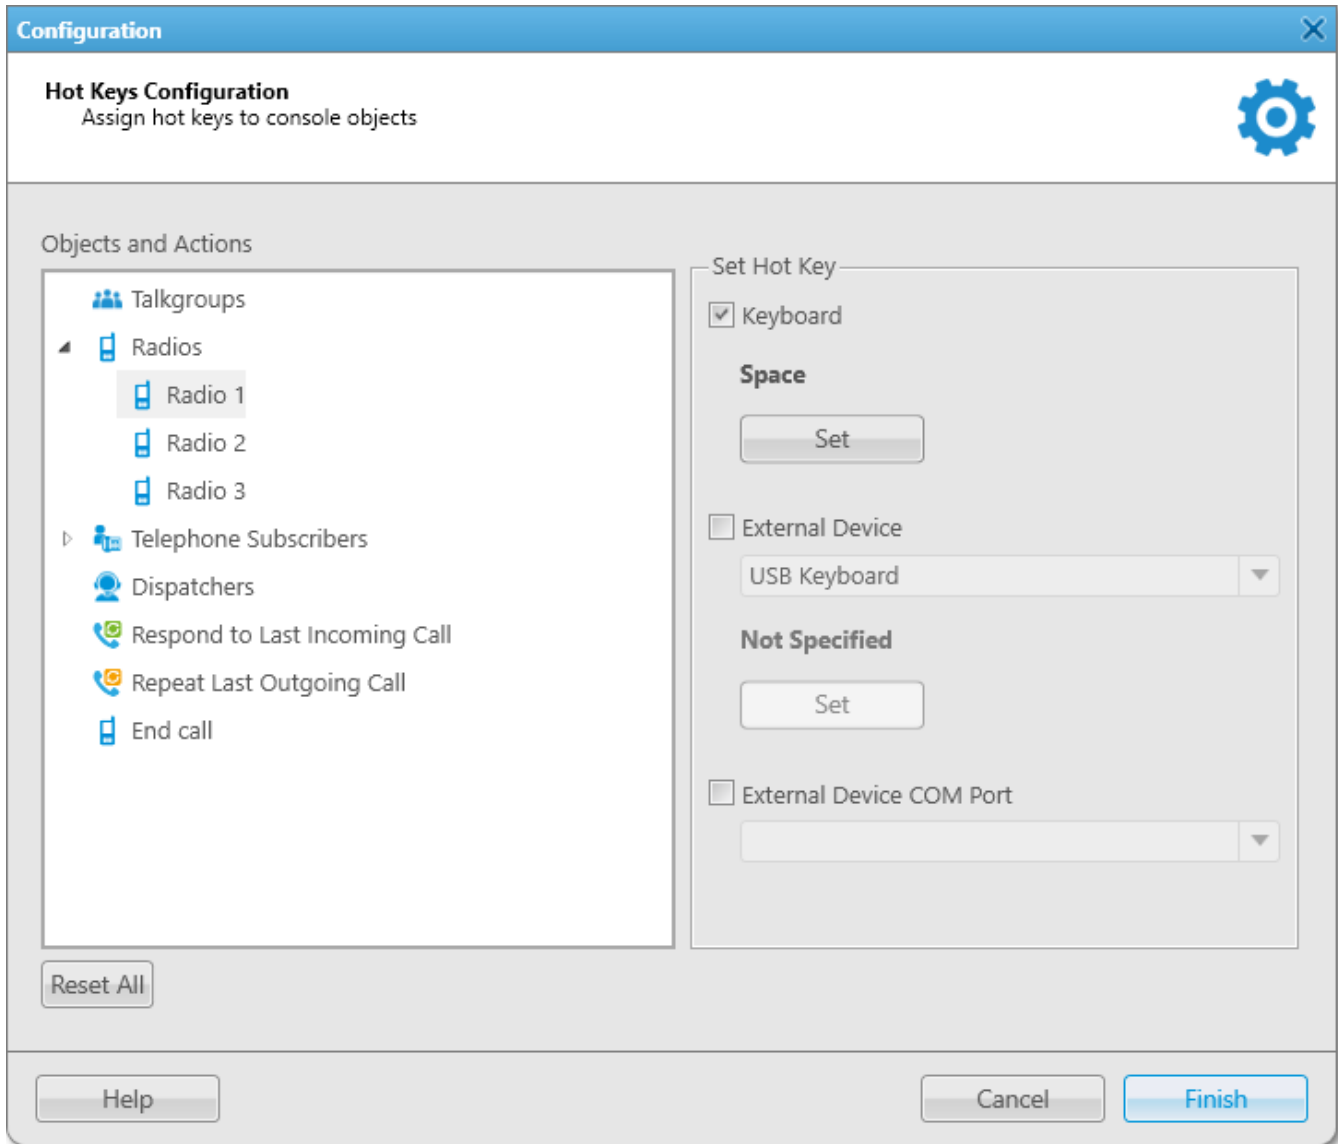 Configuration
Hot Keys Configuration
Assign hot keys to console objects
Objects and Actions
Talkgroups
Radios
Radio 1
Radio 2
Radio 3
Telephone Subscribers
Dispatchers
Respond to Last Incoming Call
Repeat Last Outgoing Call
End call
Reset All
Set Hot Key
Keyboard
Space
Set
External Device
USB Keyboard
Not Specified
Set
External Device COM Port
Help
Cancel
Finish